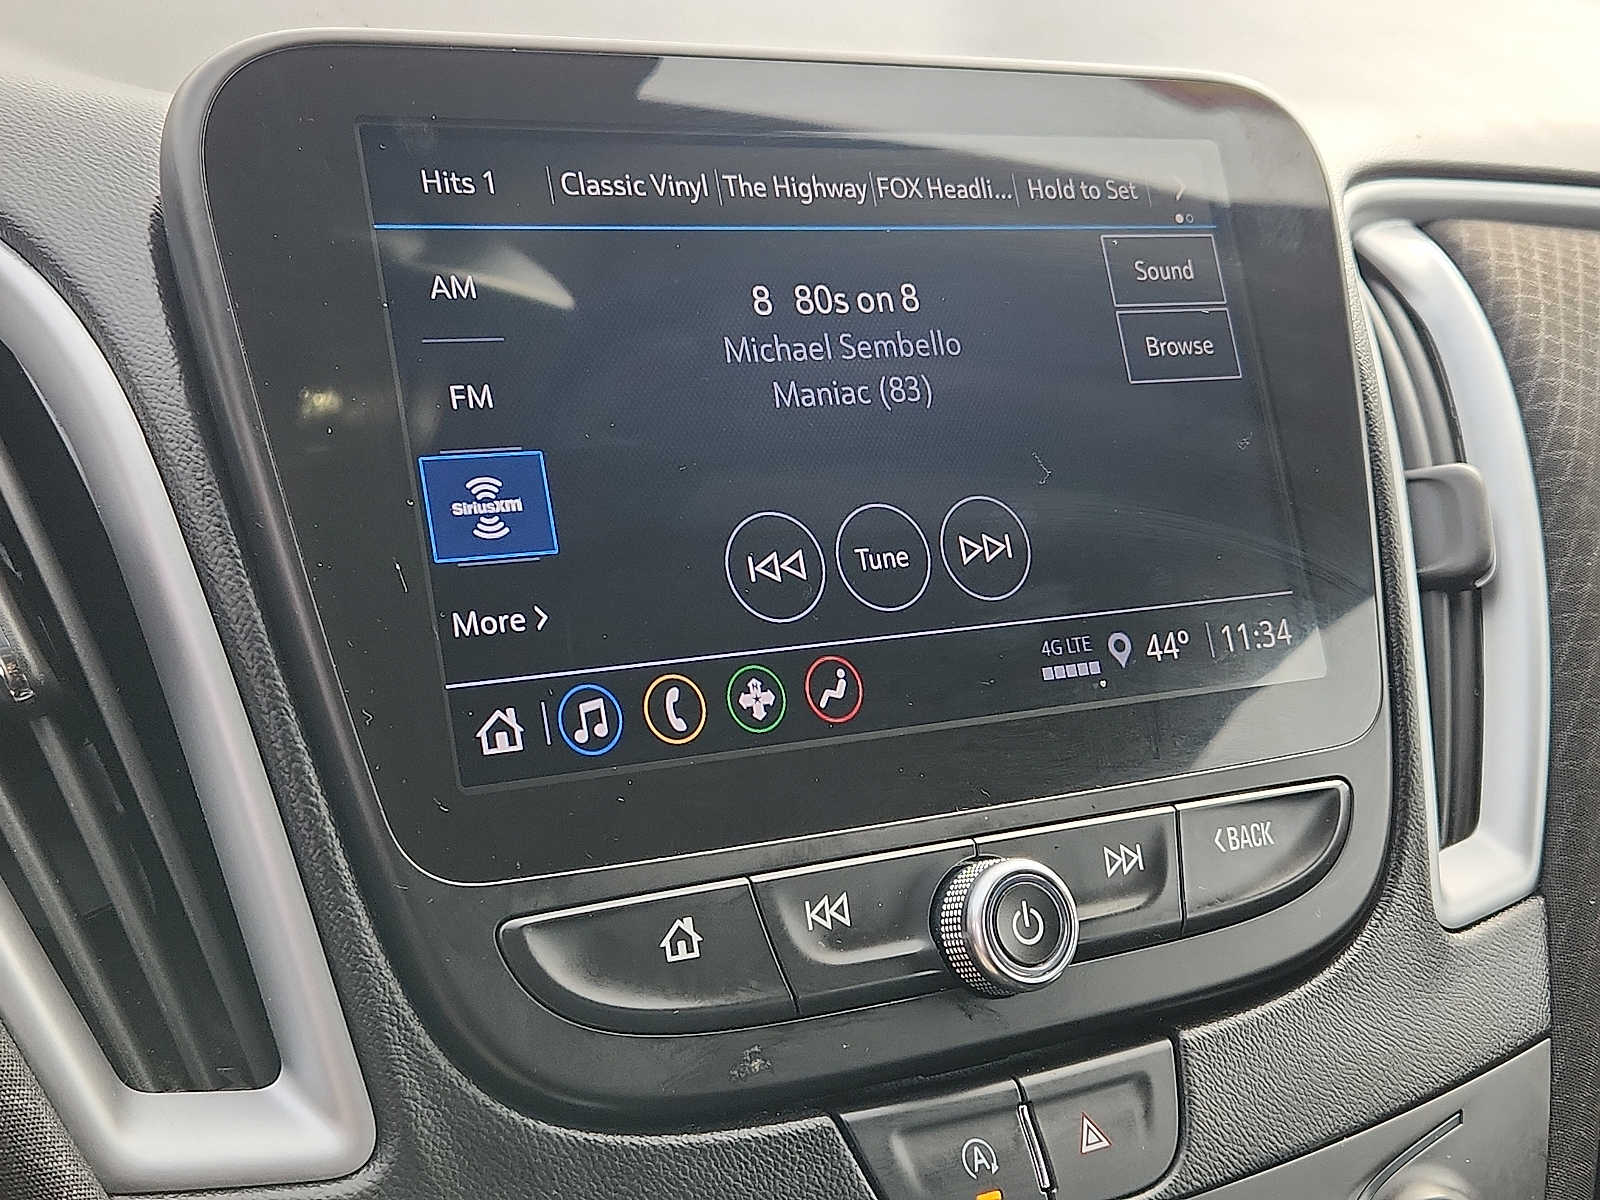 Hits 1 Classic Vinyl The Highway FOX Headli... Hold to Set
Sound
AM
8 80s on 8
Browse
Michael Sembello
FM
Maniac (83)
SiriusXM
Tune
More
4G LTE 44° 11:34
N
BACK
A